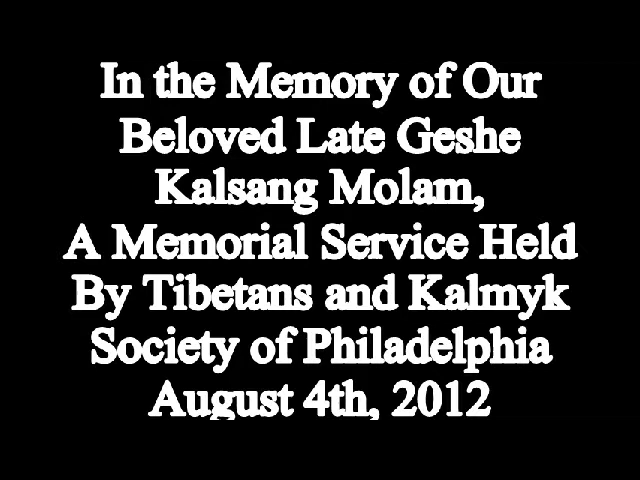 In the Memory of Our
Beloved Late Geshe
Kalsang Molam,
A Memorial Service Held
By Tibetans and Kalmyk
Society of Philadelphia
August 4th, 2012